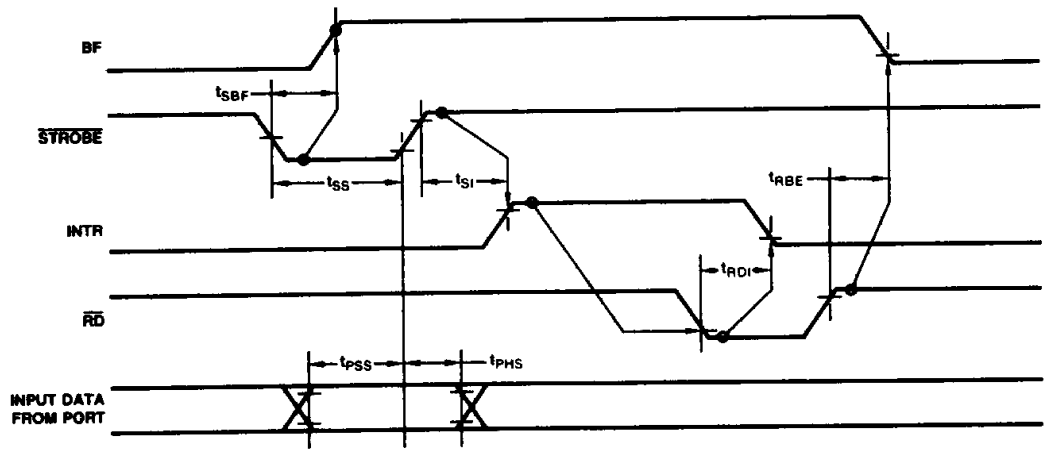 BF
tSBF
STROBE
tSS
tSI
tRBE
INTR
tRDI
RD
tPSS
tPHS
INPUT DATA
FROM PORT